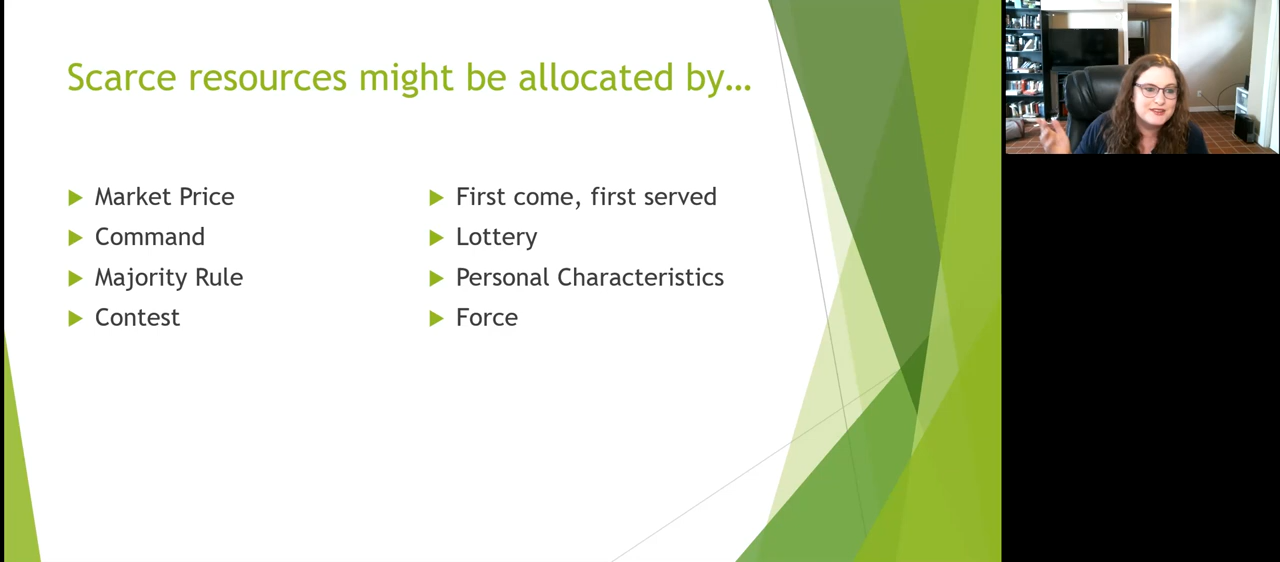 Scarce resources might be allocated by…
Market Price
Command
Majority Rule
Contest
First come, first served
Lottery
Personal Characteristics
Force